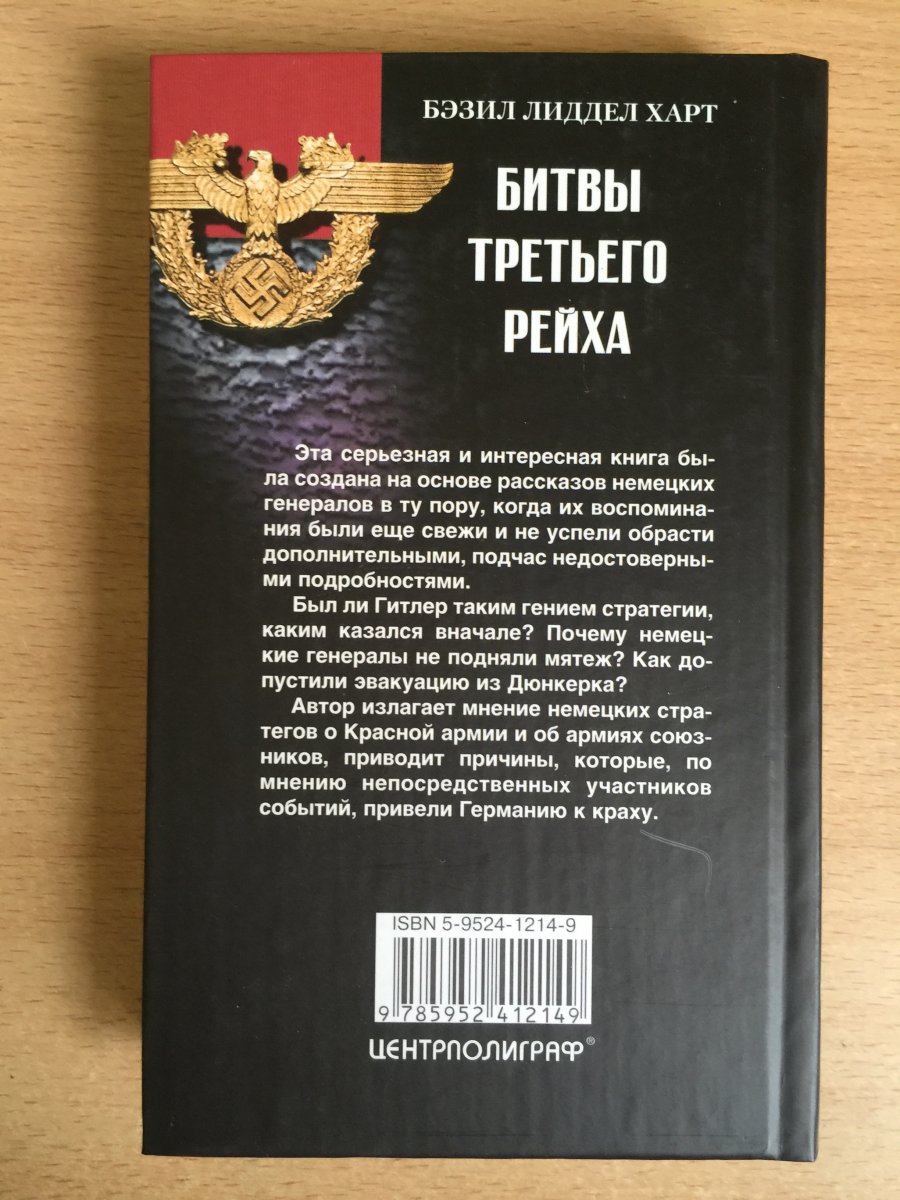 БЭЗИЛ ЛИДДЕЛ ХАРТ
БИТВЫ
ТРЕТЬЕГО
РЕЙХА
Эта серьезная и интересная книга бы-
ла создана на основе рассказов немецких
генералов в ту пору, когда их воспомина-
ния были еще свежи и не успели обрасти
дополнительными, подчас недостоверны-
ми подробностями.
Был ли Гитлер таким гением стратегии,
каким казался вначале? Почему немец-
кие генералы не подняли мятеж? Как до-
пустили эвакуацию из Дюнкерка?
Автор излагает мнение немецких стра-
тегов о Красной армии и об армиях союз-
ников, приводит причины, которые, по
мнению непосредственных участников
событий, привели Германию к краху.
ISBN 5-9524-1214-9
9 785952 412149
ЦЕНТРПОЛИГРАФ®